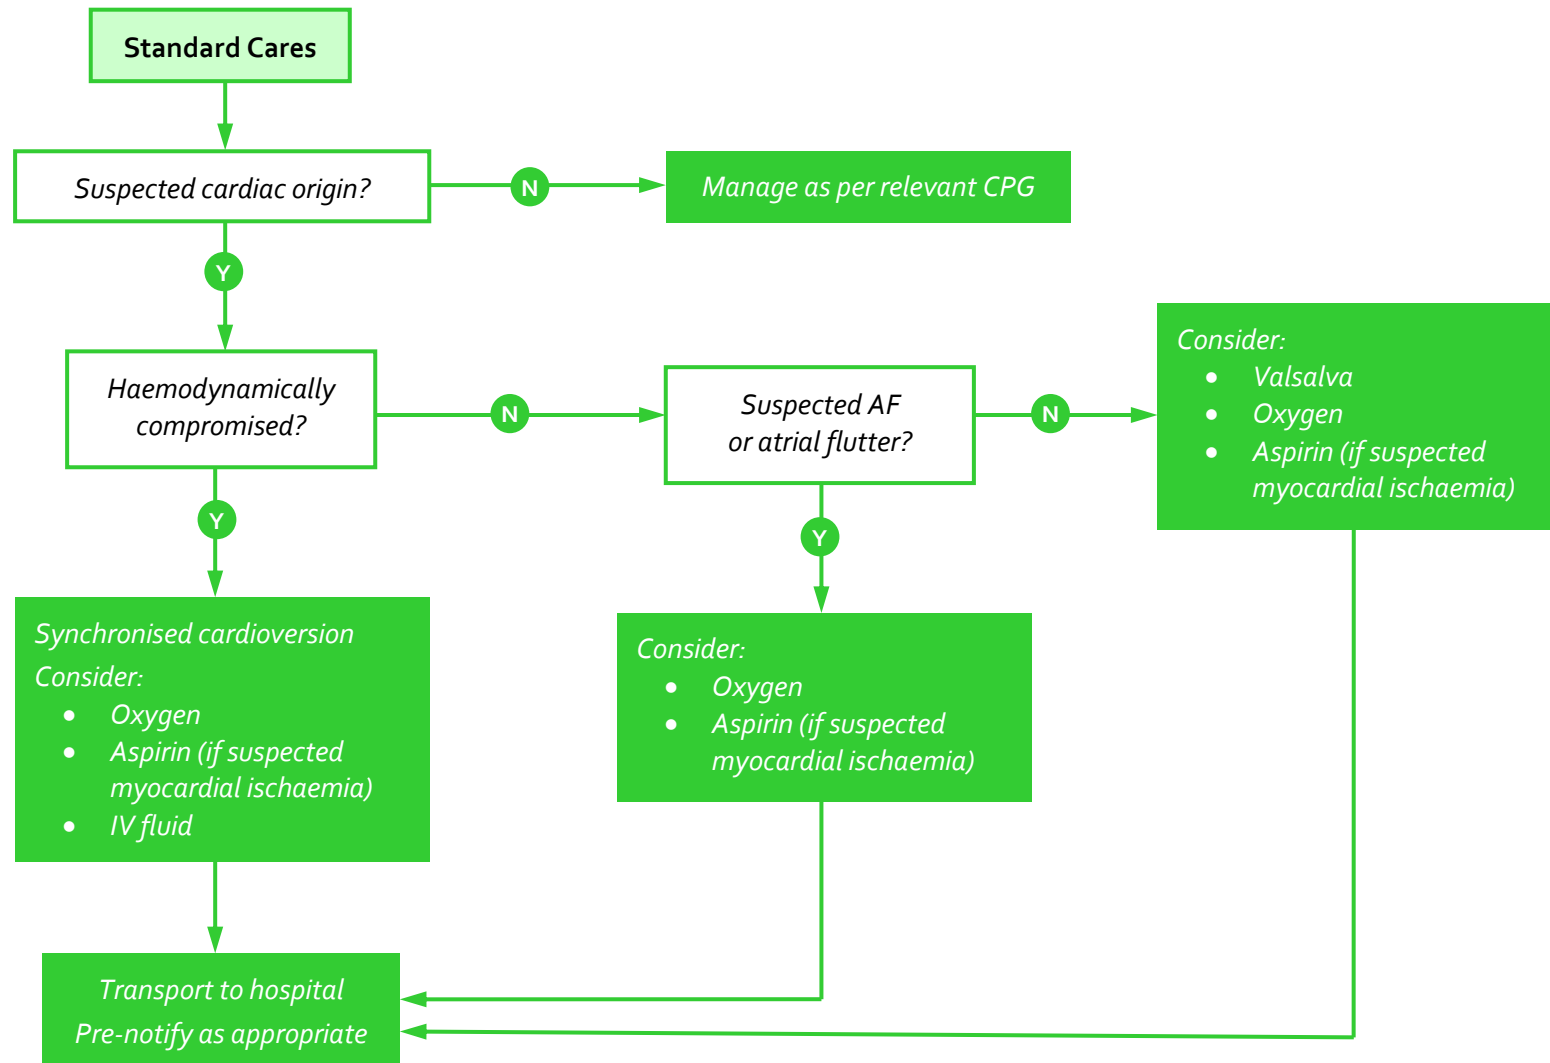 Standard Cares
Suspected cardiac origin?
N
Manage as per relevant CPG
Y
Haemodynamically
compromised?
N
Suspected AF
or atrial flutter?
N
Consider:
• Valsalva
• Oxygen
• Aspirin (if suspected
myocardial ischaemia)
Y
Y
Synchronised cardioversion
Consider:
• Oxygen
• Aspirin (if suspected
myocardial ischaemia)
• IV fluid
Consider:
• Oxygen
• Aspirin (if suspected
myocardial ischaemia)
Transport to hospital
Pre-notify as appropriate